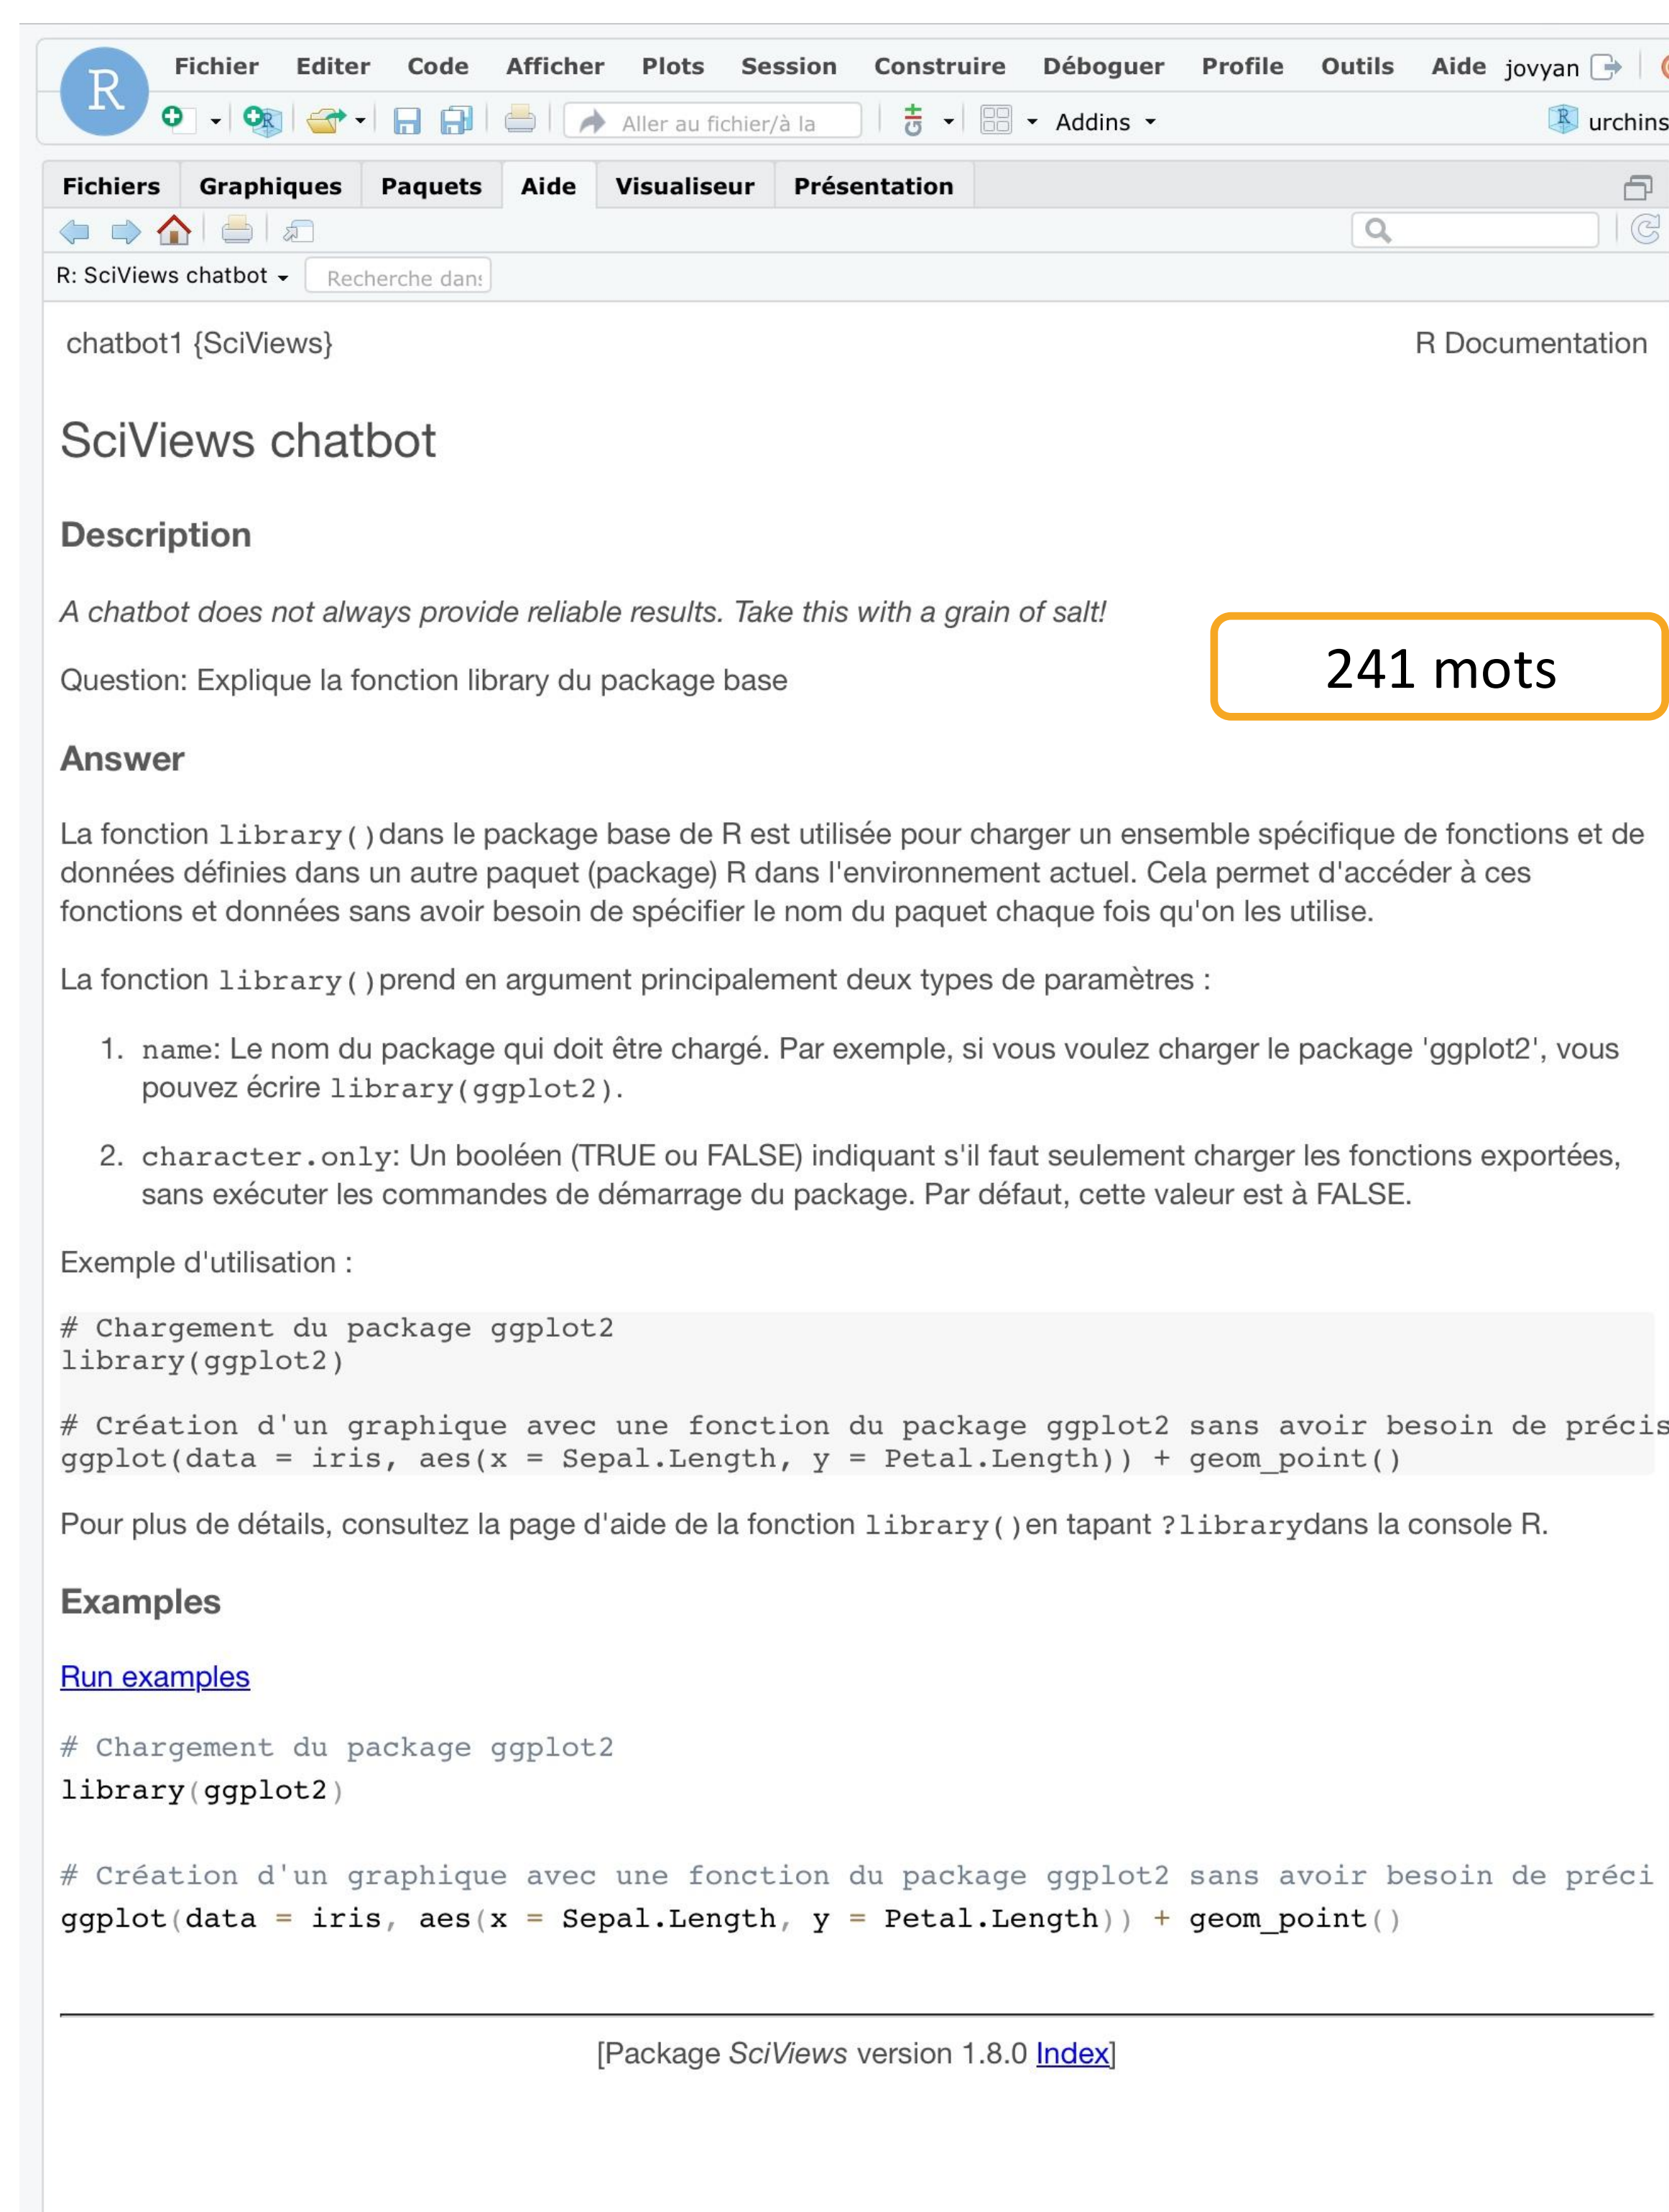 R
Fichier Editer Code Afficher Plots Session Construire Déboguer Profile Outils Aide jovyan
Aller au fichier/à la Addins urchins
Fichiers Graphiques Paquets Aide Visualiseur Présentation
R: SciViews chatbot Recherche dans
chatbot1 {SciViews} R Documentation
SciViews chatbot
Description
A chatbot does not always provide reliable results. Take this with a grain of salt!
241 mots
Question: Explique la fonction library du package base
Answer
La fonction library()dans le package base de R est utilisée pour charger un ensemble spécifique de fonctions et de
données définies dans un autre paquet (package) R dans l'environnement actuel. Cela permet d'accéder à ces
fonctions et données sans avoir besoin de spécifier le nom du paquet chaque fois qu'on les utilise.
La fonction library()prend en argument principalement deux types de paramètres :
1. name: Le nom du package qui doit être chargé. Par exemple, si vous voulez charger le package 'ggplot2', vous
pouvez écrire library(ggplot2).
2. character.only: Un booléen (TRUE ou FALSE) indiquant s'il faut seulement charger les fonctions exportées,
sans exécuter les commandes de démarrage du package. Par défaut, cette valeur est à FALSE.
Exemple d'utilisation :
# Chargement du package ggplot2
library(ggplot2)
# Création d'un graphique avec une fonction du package ggplot2 sans avoir besoin de précis
ggplot(data = iris, aes(x = Sepal.Length, y = Petal.Length)) + geom_point()
Pour plus de détails, consultez la page d'aide de la fonction library()en tapant ?librarydans la console R.
Examples
Run examples
# Chargement du package ggplot2
library(ggplot2)
# Création d'un graphique avec une fonction du package ggplot2 sans avoir besoin de préci
ggplot(data = iris, aes(x = Sepal.Length, y = Petal.Length)) + geom_point()
[Package SciViews version 1.8.0 Index]